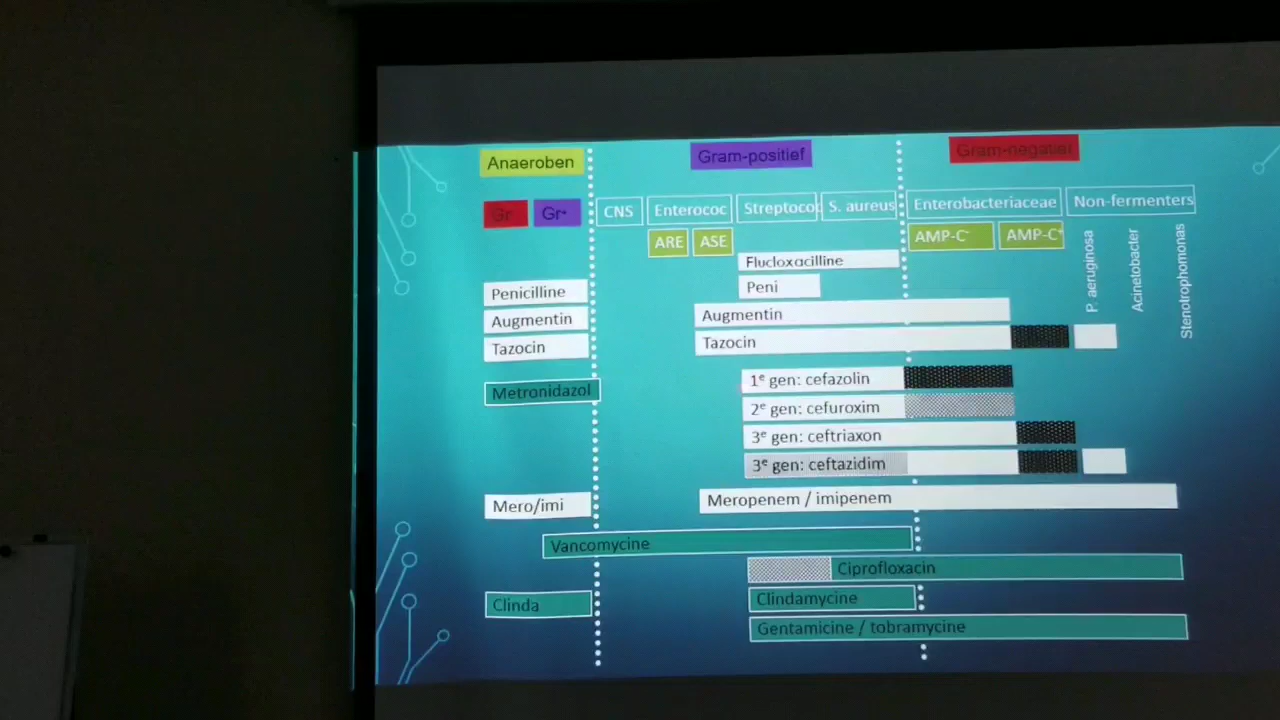 Anaeroben Gram-positief Gram-negatief
Gr- Gr+ CNS Enterococ Streptococ S. aureus Enterobacteriaceae Non-fermenters
ARE ASE AMP-C- AMP-C+
P. aeruginosa
Acinetobacter
Stenotrophomonas
Flucloxacilline
Penicilline Peni
Augmentin Augmentin
Tazocin Tazocin
Metronidazol 1e gen: cefazolin
2e gen: cefuroxim
3e gen: ceftriaxon
3e gen: ceftazidim
Mero/imi Meropenem / imipenem
Vancomycine
Ciprofloxacin
Clinda Clindamycine
Gentamicine / tobramycine